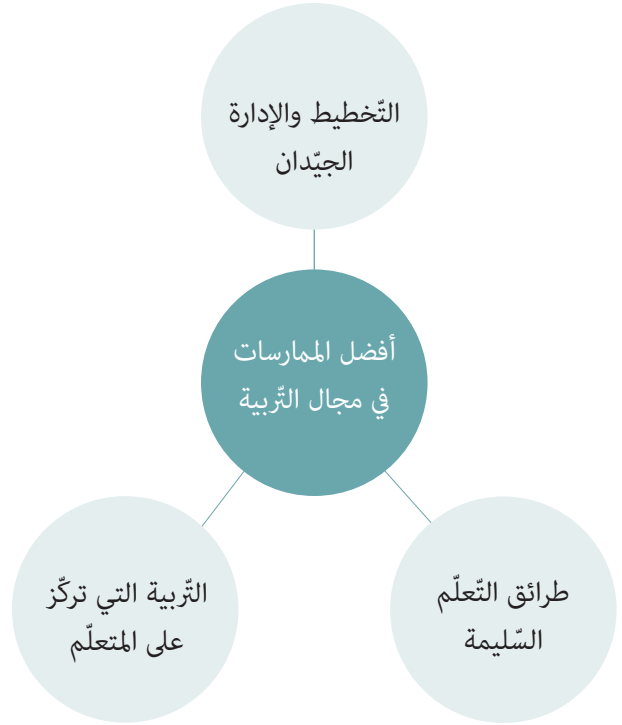 التّخطيط والإدارة
الجيّدان
أفضل الممارسات
في مجال التّربية
طرائق التّعلّم
السّليمة
التّربية التي تركّز
على المتعلّم